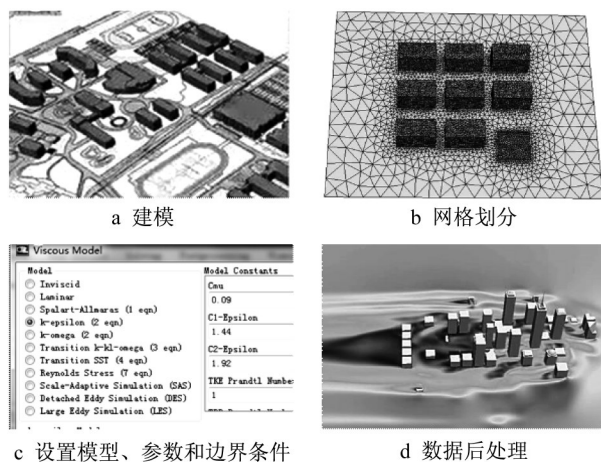 a 建模
b 网格划分
Viscous Model
Model
Inviscid
Laminar
Spalart-Allmaras (1 eqn)
k-epsilon (2 eqn)
k-omega (2 eqn)
Transition k-kl-omega (3 eqn)
Transition SST (4 eqn)
Reynolds Stress (7 eqn)
Scale-Adaptive Simulation (SAS)
Detached Eddy Simulation (DES)
Large Eddy Simulation (LES)
Model Constants
Cmu
0.09
C1-Epsilon
1.44
C2-Epsilon
1.92
TKE Prandtl Numbe
1
c 设置模型、参数和边界条件
d 数据后处理